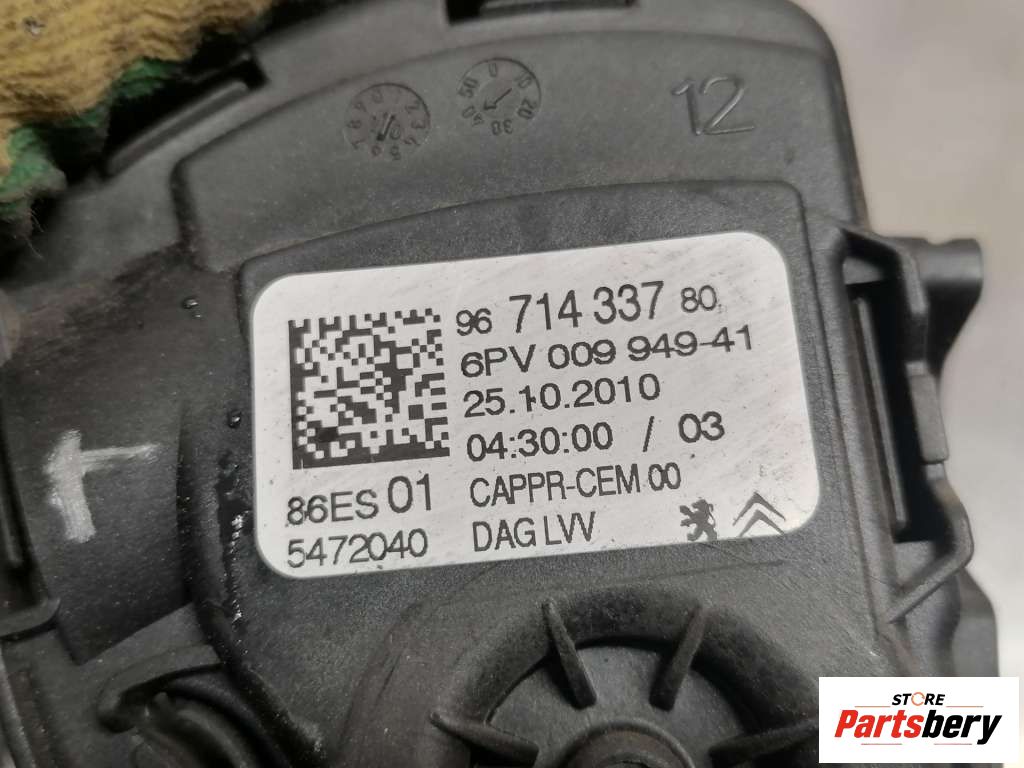 12
96 714 337 80
6PV 009 949-41
25.10.2010
04:30:00 / 03
86ES 01 CAPPR-CEM 00
5472040 DAG LVV
STORE
Partsbery